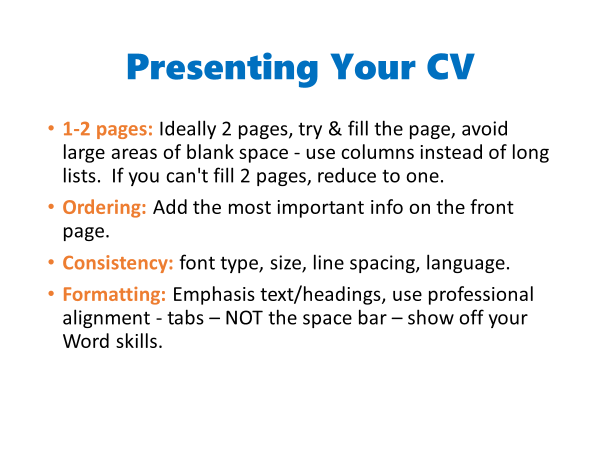 Presenting Your CV
• 1-2 pages: Ideally 2 pages, try & fill the page, avoid
large areas of blank space - use columns instead of long
lists.  If you can't fill 2 pages, reduce to one.
• Ordering: Add the most important info on the front
page.
• Consistency: font type, size, line spacing, language.
• Formatting: Emphasis text/headings, use professional
alignment - tabs – NOT the space bar – show off your
Word skills.